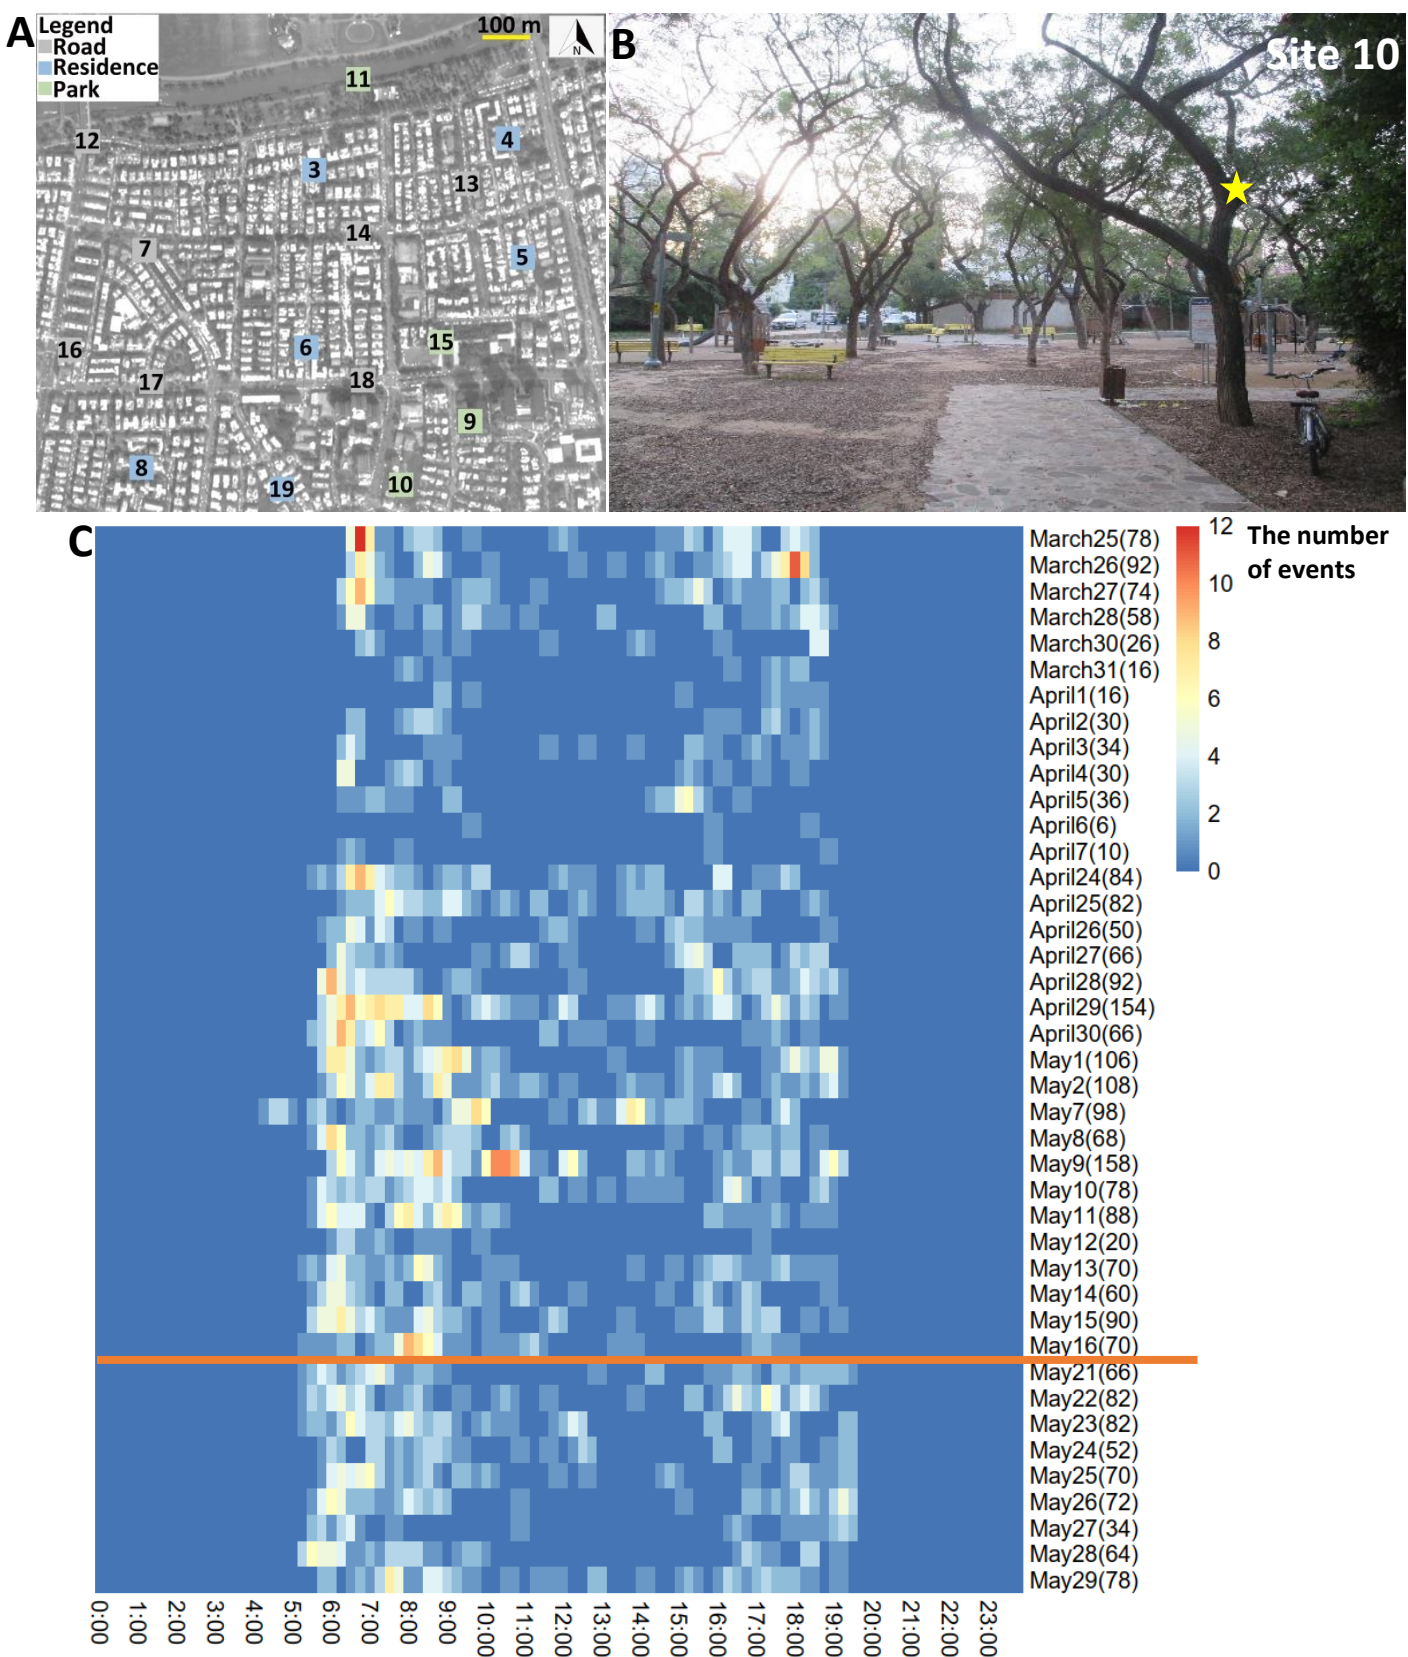 A
Legend
Road
Residence
Park
100 m
N
11
12
4
3
13
14
7
5
15
6
16
17
18
9
8
19
10
B
Site 10
C
March25(78)
March26(92)
March27(74)
March28(58)
March30(26)
March31(16)
April1(16)
April2(30)
April3(34)
April4(30)
April5(36)
April6(6)
April7(10)
April24(84)
April25(82)
April26(50)
April27(66)
April28(92)
April29(154)
April30(66)
May1(106)
May2(108)
May7(98)
May8(68)
May9(158)
May10(78)
May11(88)
May12(20)
May13(70)
May14(60)
May15(90)
May16(70)
May21(66)
May22(82)
May23(82)
May24(52)
May25(70)
May26(72)
May27(34)
May28(64)
May29(78)
12
10
8
6
4
2
0
The number
of events
0:00
1:00
2:00
3:00
4:00
5:00
6:00
7:00
8:00
9:00
10:00
11:00
12:00
13:00
14:00
15:00
16:00
17:00
18:00
19:00
20:00
21:00
22:00
23:00